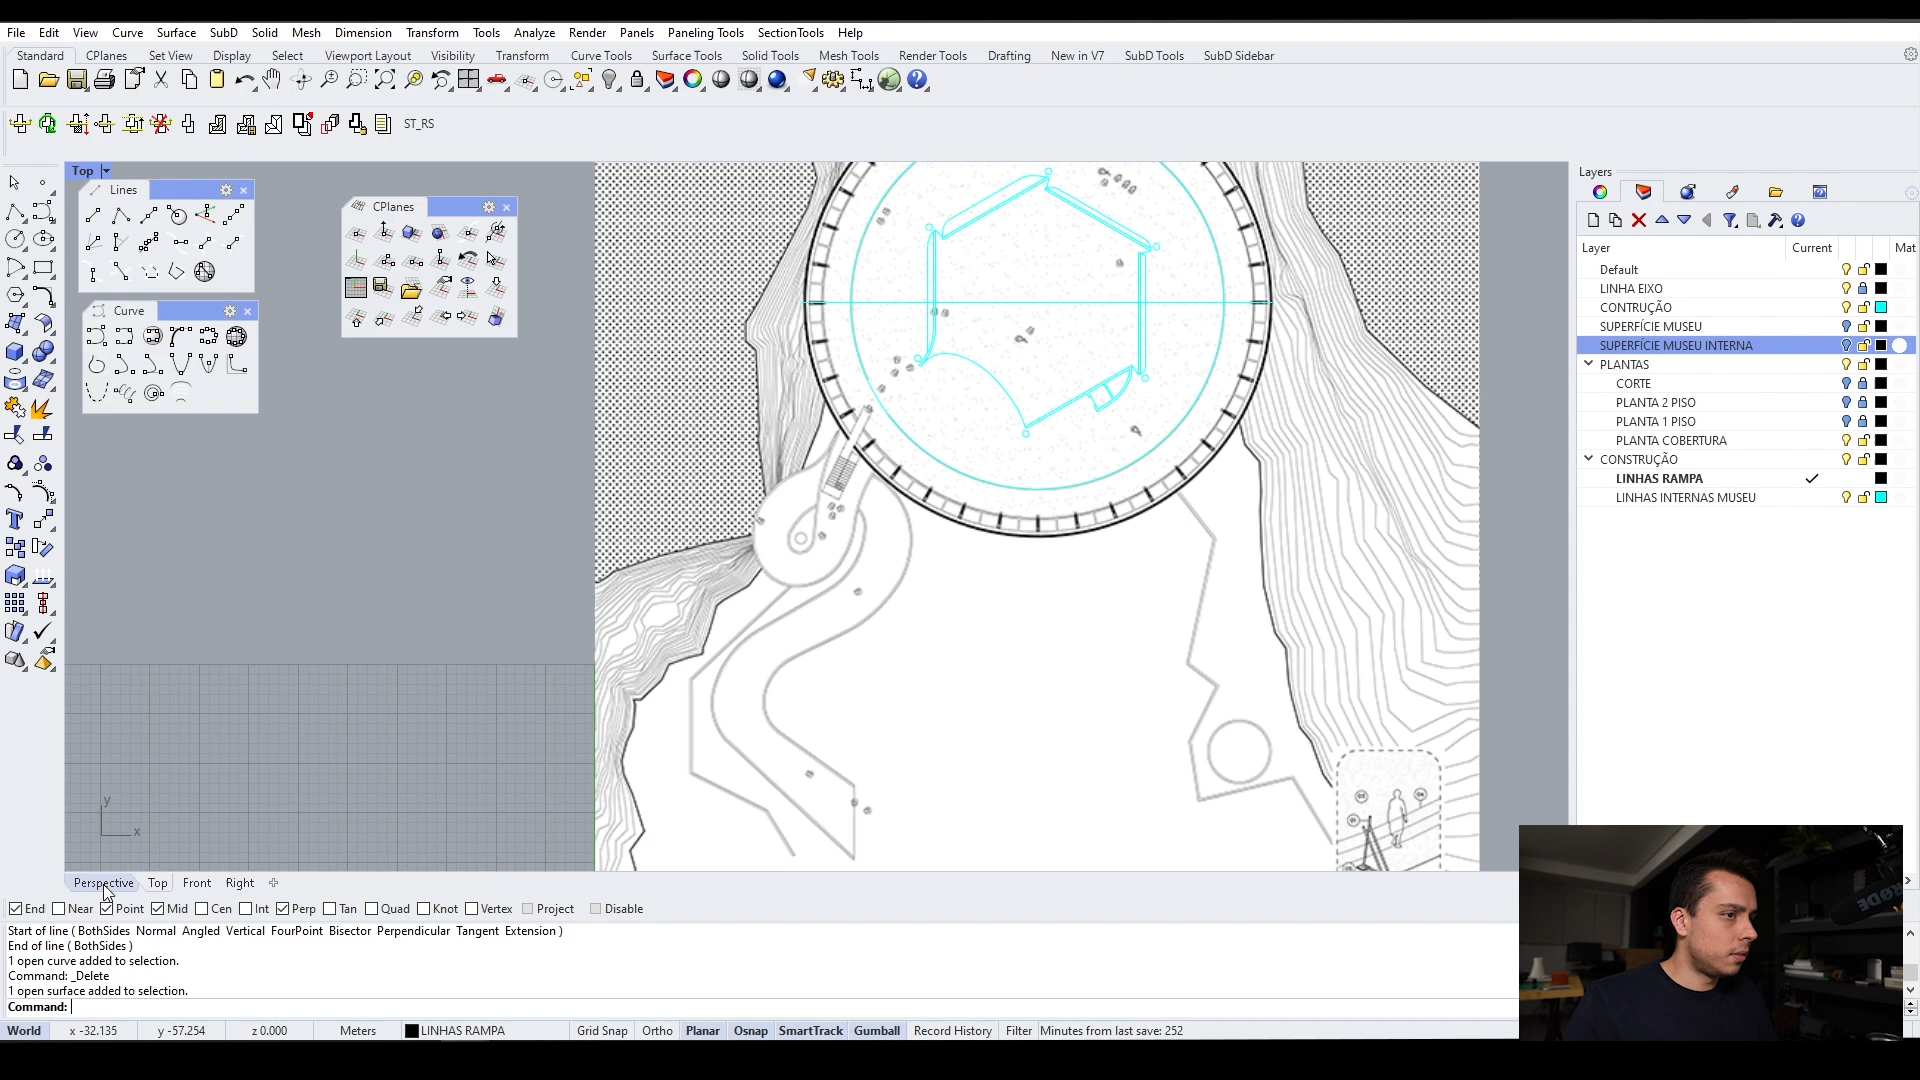 File Edit View Curve Surface SubD Solid Mesh Dimension Transform Tools Analyze Render Panels Paneling Tools SectionTools Help
Standard CPlanes Set View Display Select Viewport Layout Visibility Transform Curve Tools Surface Tools Solid Tools Mesh Tools Render Tools Drafting New in V7 SubD Tools SubD Sidebar
ST_RS
Top
Lines
CPlanes
Curve
Layers
Layer Current Mat
Default
LINHA EIXO
CONTRUÇÃO
SUPERFÍCIE MUSEU
SUPERFÍCIE MUSEU INTERNA
PLANTAS
CORTE
PLANTA 2 PISO
PLANTA 1 PISO
PLANTA COBERTURA
CONSTRUÇÃO
LINHAS RAMPA
LINHAS INTERNAS MUSEU
y
x
Perspective Top Front Right
End Near Point Mid Cen Int Perp Tan Quad Knot Vertex Project Disable
Start of line ( BothSides Normal Angled Vertical FourPoint Bisector Perpendicular Tangent Extension )
End of line ( BothSides )
1 open curve added to selection.
Command: _Delete
1 open surface added to selection.
Command:
World x -32.135 y -57.254 z 0.000 Meters LINHAS RAMPA Grid Snap Ortho Planar Osnap SmartTrack Gumball Record History Filter Minutes from last save: 252
RØDE